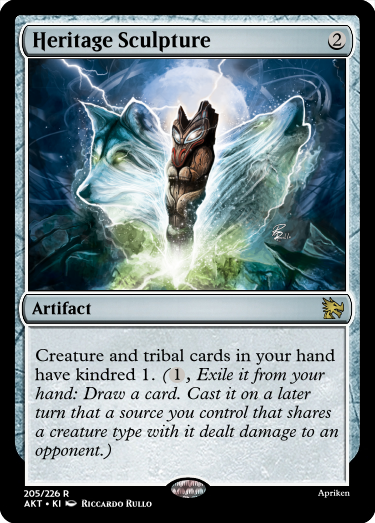 Heritage Sculpture 2
Artifact
Creature and tribal cards in your hand
have kindred 1. (1, Exile it from your
hand: Draw a card. Cast it on a later
turn that a source you control that shares
a creature type with it dealt damage to an
opponent.)
205/226 R
AKT • KI Riccardo Rullo
Apriken